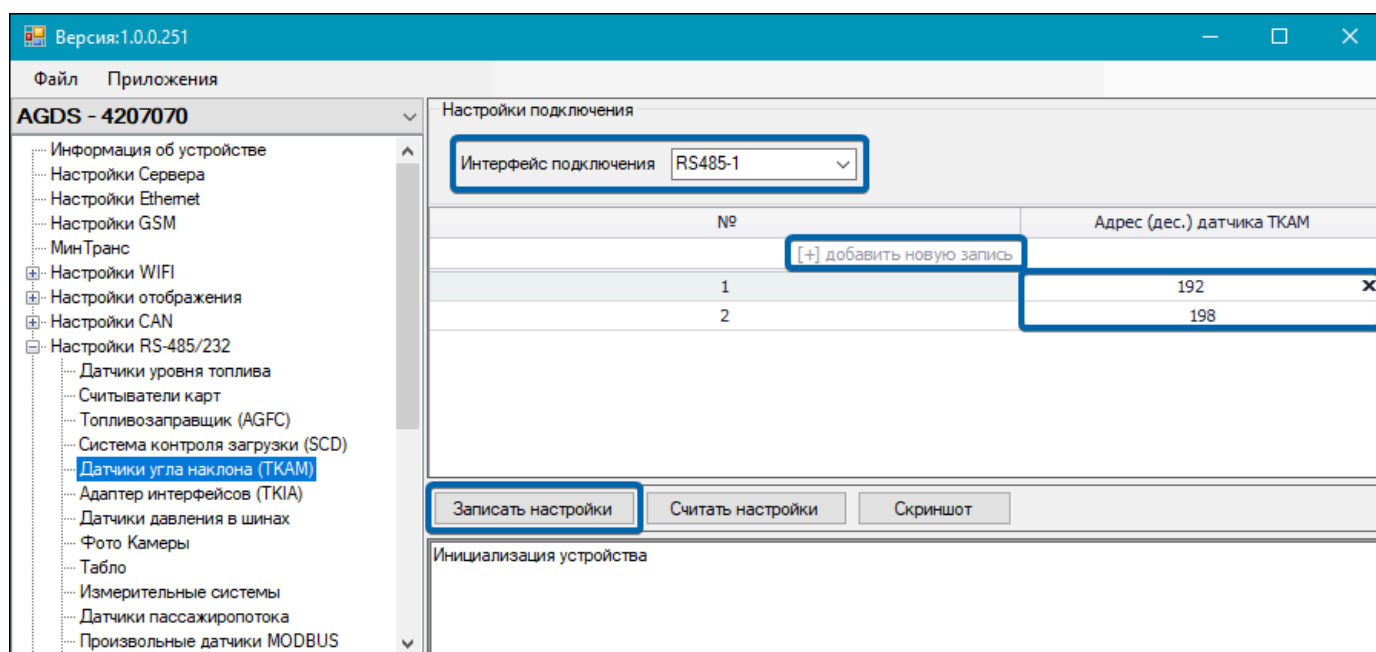 Версия:1.0.0.251
Файл Приложения
AGDS - 4207070
Информация об устройстве
Настройки Сервера
Настройки Ethernet
Настройки GSM
МинТранс
Настройки WIFI
Настройки отображения
Настройки CAN
Настройки RS-485/232
Датчики уровня топлива
Считыватели карт
Топливозаправщик (AGFC)
Система контроля загрузки (SCD)
Датчики угла наклона (TKAM)
Адаптер интерфейсов (TKIA)
Датчики давления в шинах
Фото Камеры
Табло
Измерительные системы
Датчики пассажиропотока
Произвольные датчики MODBUS
Настройки подключения
Интерфейс подключения RS485-1
№ Адрес (дес.) датчика TKAM
[+] добавить новую запись
1 192
2 198
Записать настройки Считать настройки Скриншот
Инициализация устройства